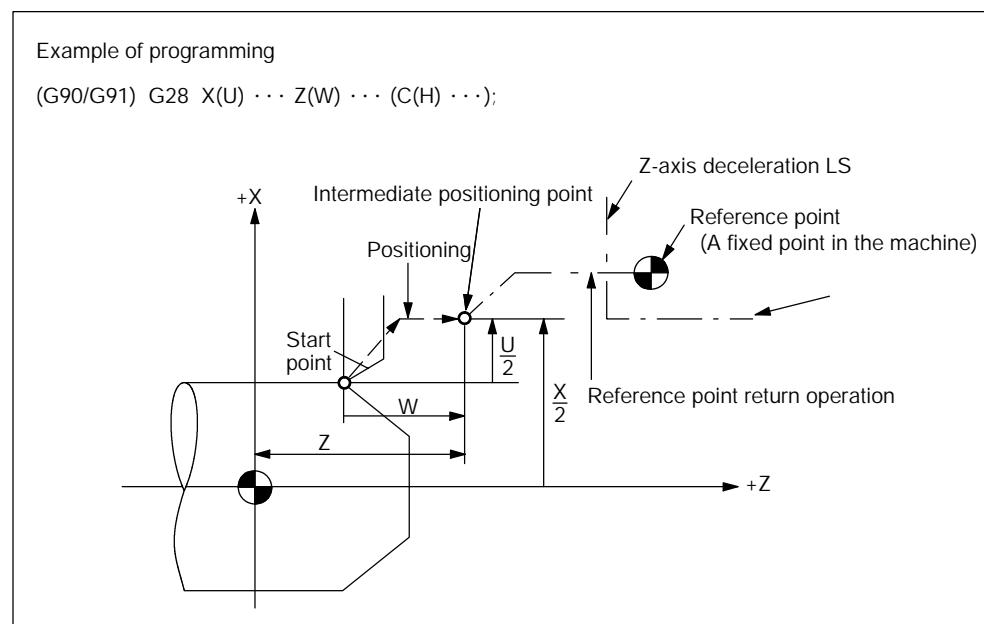 Example of programming
(G90/G91) G28 X(U) ··· Z(W) ··· (C(H) ···);
Z-axis deceleration LS
Intermediate positioning point
+X
Reference point
(A fixed point in the machine)
Positioning
Start
point
U
2
X
2
Reference point return operation
W
Z
+Z